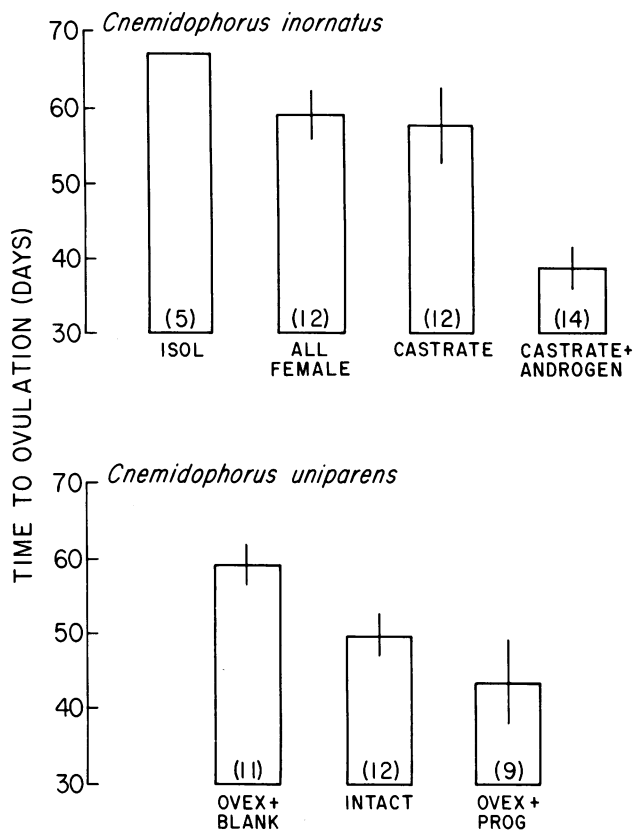 TIME TO OVULATION (DAYS)
Cnemidophorus inornatus
70
60
50
40
30
(5)
(12)
(12)
(14)
ISOL
ALL
FEMALE
CASTRATE
CASTRATE+
ANDROGEN
Cnemidophorus uniparens
70
60
50
40
30
(11)
(12)
(9)
OVEX+
BLANK
INTACT
OVEX+
PROG